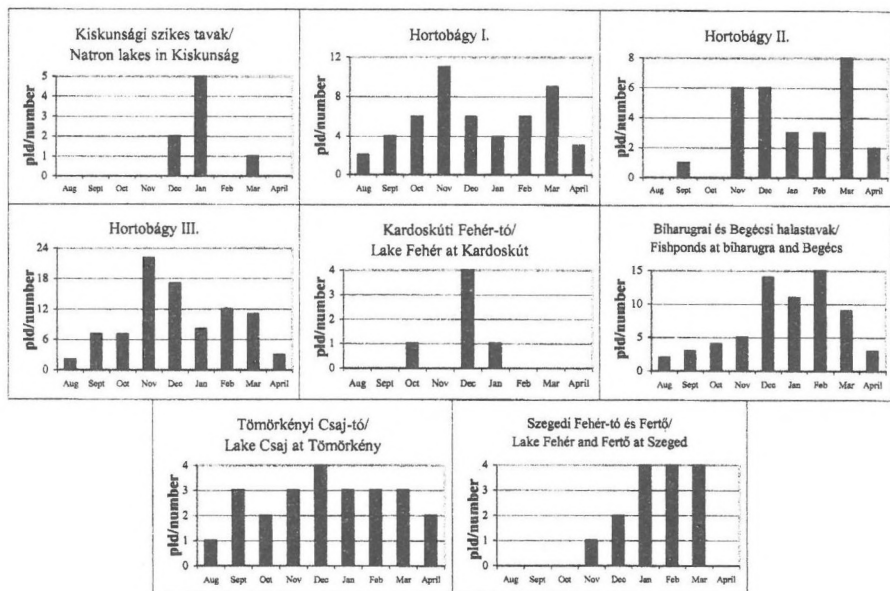 Kiskunsági szikes tavak/
Natron lakes in Kiskunság
pld/number
5
4
3
2
1
0
Aug Sept Oct Nov Dec Jan Feb Mar April
Hortobágy I.
pld/number
12
8
4
0
Aug Sept Oct Nov Dec Jan Feb Mar April
Hortobágy II.
pld/number
8
6
4
2
0
Aug Sept Oct Nov Dec Jan Feb Mar April
Hortobágy III.
pld/number
24
18
12
6
0
Aug Sept Oct Nov Dec Jan Feb Mar April
Kardoskúti Fehér-tó/
Lake Fehér at Kardoskút
pld/number
4
3
2
1
0
Aug Sept Oct Nov Dec Jan Feb Mar April
Biharugrai és Begécsi halastavak/
Fishponds at biharugra and Begécs
pld/number
15
10
5
0
Aug Sept Oct Nov Dec Jan Feb Mar April
Tömörkényi Csaj-tó/
Lake Csaj at Tömörkény
pld/number
4
3
2
1
0
Aug Sept Oct Nov Dec Jan Feb Mar April
Szegedi Fehér-tó és Fertő/
Lake Fehér and Fertő at Szeged
pld/number
4
3
2
1
0
Aug Sept Oct Nov Dec Jan Feb Mar April